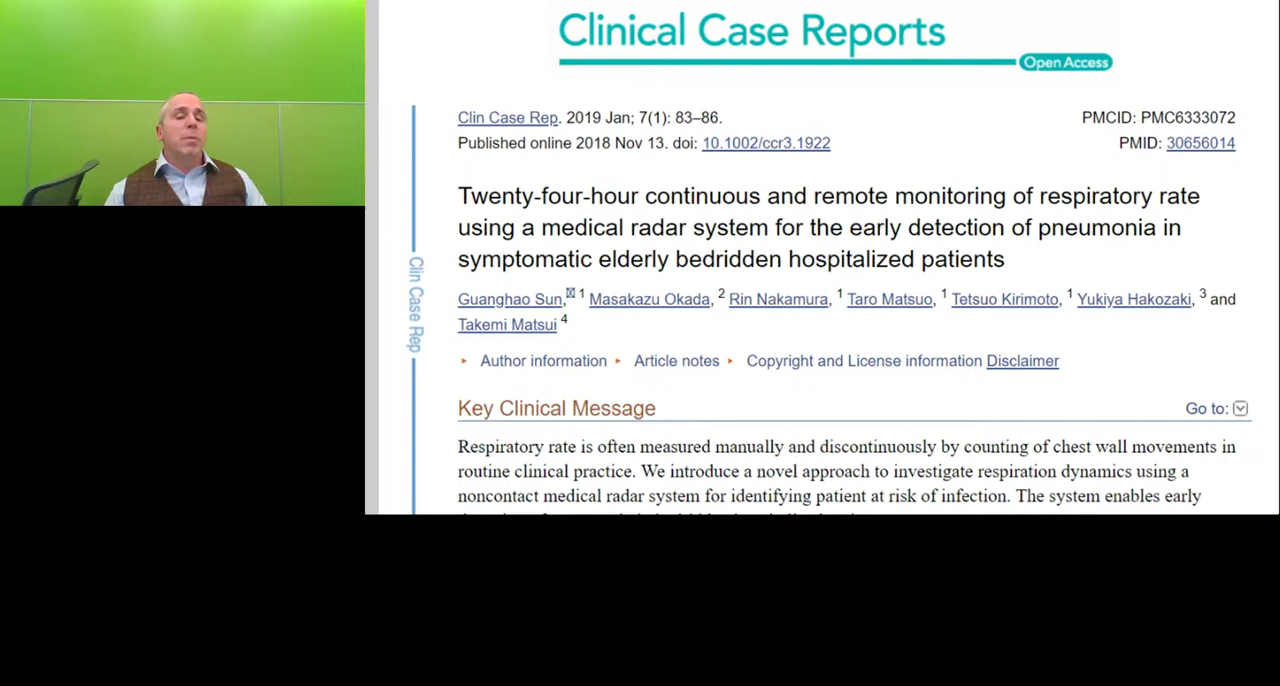 Clinical Case Reports
Open Access
Clin Case Rep. 2019 Jan; 7(1): 83–86.
PMCID: PMC6333072
Published online 2018 Nov 13. doi: 10.1002/ccr3.1922
PMID: 30656014
Twenty-four-hour continuous and remote monitoring of respiratory rate
using a medical radar system for the early detection of pneumonia in
symptomatic elderly bedridden hospitalized patients
Guanghao Sun, 1 Masakazu Okada, 2 Rin Nakamura, 1 Taro Matsuo, 1 Tetsuo Kirimoto, 1 Yukiya Hakozaki, 3 and
Takemi Matsui 4
Clin Case Rep
Author information Article notes Copyright and License information Disclaimer
Key Clinical Message
Go to:
Respiratory rate is often measured manually and discontinuously by counting of chest wall movements in
routine clinical practice. We introduce a novel approach to investigate respiration dynamics using a
noncontact medical radar system for identifying patient at risk of infection. The system enables early